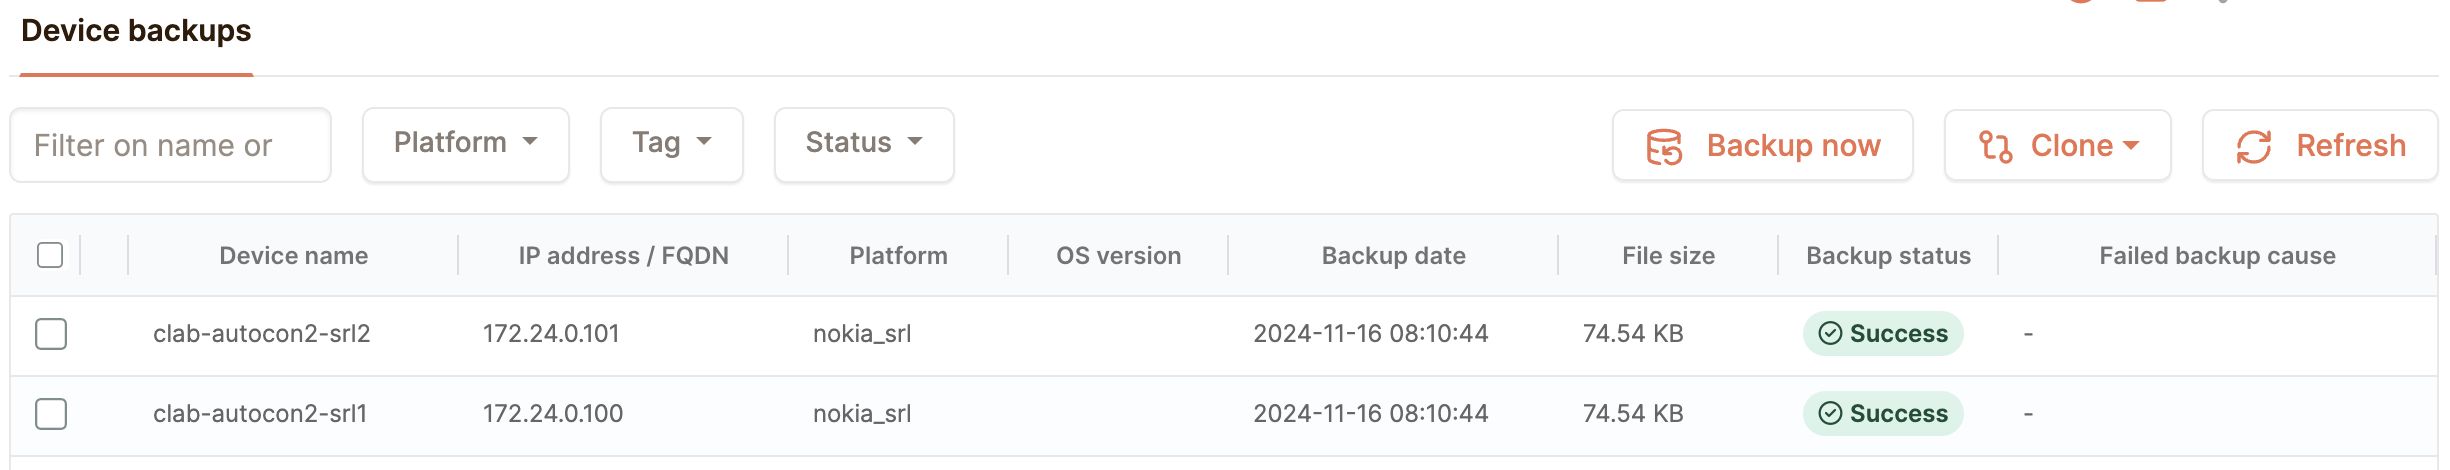 Device backups
Filter on name or
Platform
Tag
Status
Backup now
Clone
Refresh
Device name IP address / FQDN Platform OS version Backup date File size Backup status Failed backup cause
clab-autocon2-srl2 172.24.0.101 nokia_srl 2024-11-16 08:10:44 74.54 KB Success -
clab-autocon2-srl1 172.24.0.100 nokia_srl 2024-11-16 08:10:44 74.54 KB Success -